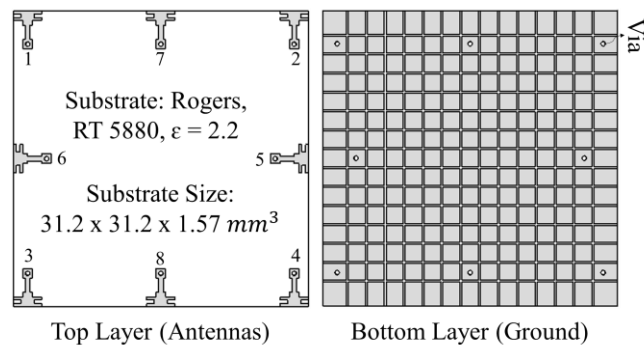 1
7
2
Via
Substrate: Rogers,
RT 5880, ε = 2.2
6
5
Substrate Size:
31.2 x 31.2 x 1.57 mm³
3
8
4
Top Layer (Antennas)
Bottom Layer (Ground)